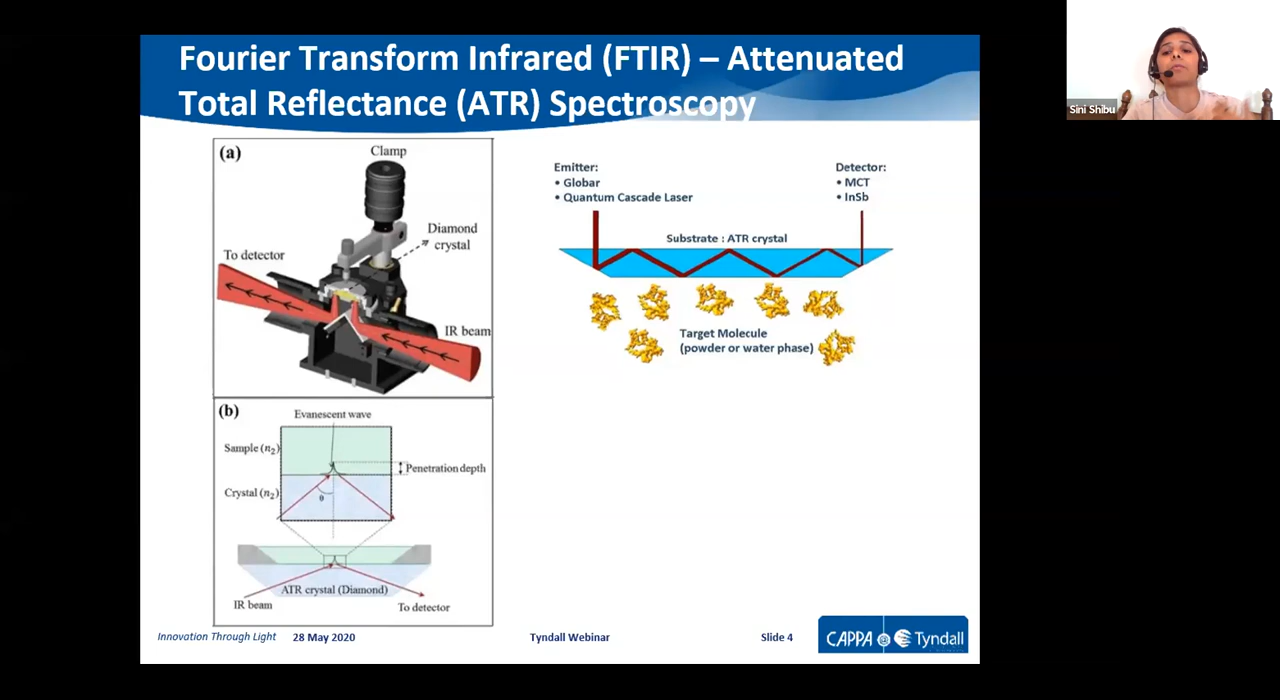 Fourier Transform Infrared (FTIR) – Attenuated
Total Reflectance (ATR) Spectroscopy
Sini Shibu
(a)
Clamp
Diamond
crystal
To detector
IR beam
(b)
Evanescent wave
Sample (n₂)
Penetration depth
Crystal (n₂)
θ
ATR crystal (Diamond)
IR beam
To detector
Emitter:
• Globar
• Quantum Cascade Laser
Detector:
• MCT
• InSb
Substrate : ATR crystal
Target Molecule
(powder or water phase)
Innovation Through Light
28 May 2020
Tyndall Webinar
Slide 4
CAPPA
Tyndall